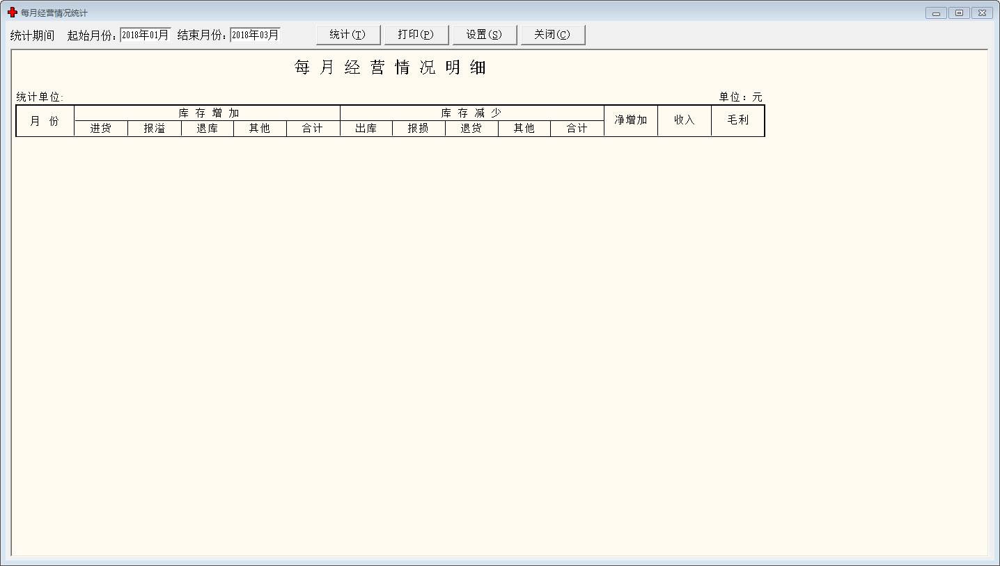 每月经营情况统计
统计期间 起始月份: 2018年01月 结束月份: 2018年03月 统计(T) 打印(P) 设置(S) 关闭(C)
每月经营情况明细
统计单位: 单位：元
月 份 库 存 增 加 库 存 减 少 净增加 收入 毛利
进货 报溢 退库 其他 合计 出库 报损 退货 其他 合计